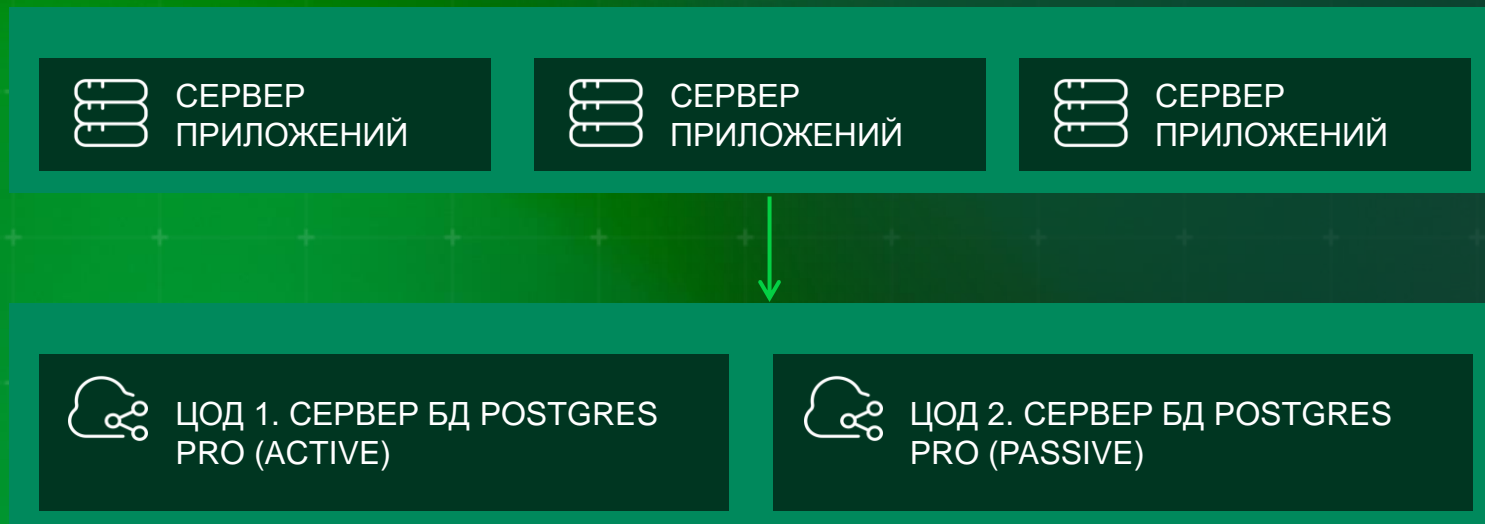 СЕРВЕР
ПРИЛОЖЕНИЙ
СЕРВЕР
ПРИЛОЖЕНИЙ
СЕРВЕР
ПРИЛОЖЕНИЙ
ЦОД 1. СЕРВЕР БД POSTGRES
PRO (ACTIVE)
ЦОД 2. СЕРВЕР БД POSTGRES
PRO (PASSIVE)